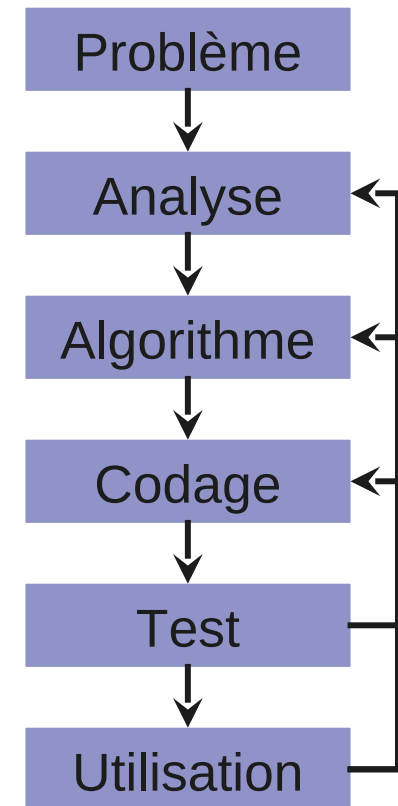 Problème
Analyse
Algorithme
Codage
Test
Utilisation